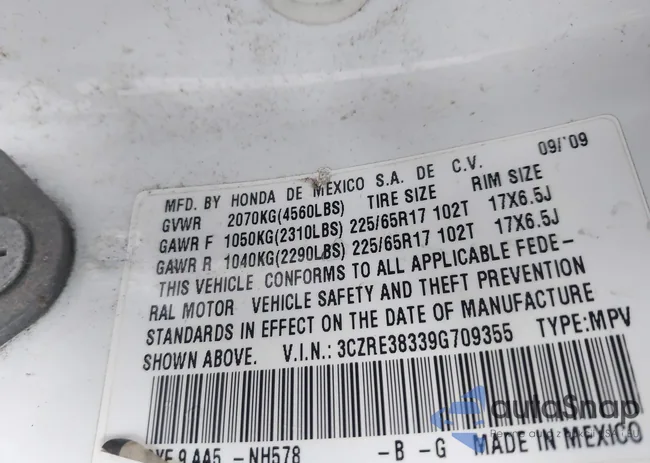 MFD. BY HONDA DE MEXICO S.A. DE C.V. 09/'09
GVWR 2070KG(4560LBS) TIRE SIZE RIM SIZE
GAWR F 1050KG(2310LBS) 225/65R17 102T 17X6.5J
GAWR R 1040KG(2290LBS) 225/65R17 102T 17X6.5J
THIS VEHICLE CONFORMS TO ALL APPLICABLE FEDE-
RAL MOTOR VEHICLE SAFETY AND THEFT PREVENTION
STANDARDS IN EFFECT ON THE DATE OF MANUFACTURE
SHOWN ABOVE. V.I.N.: 3CZRE38339G709355 TYPE:MPV
-NH578 -B -G MADE IN MEXICO
autoSnap